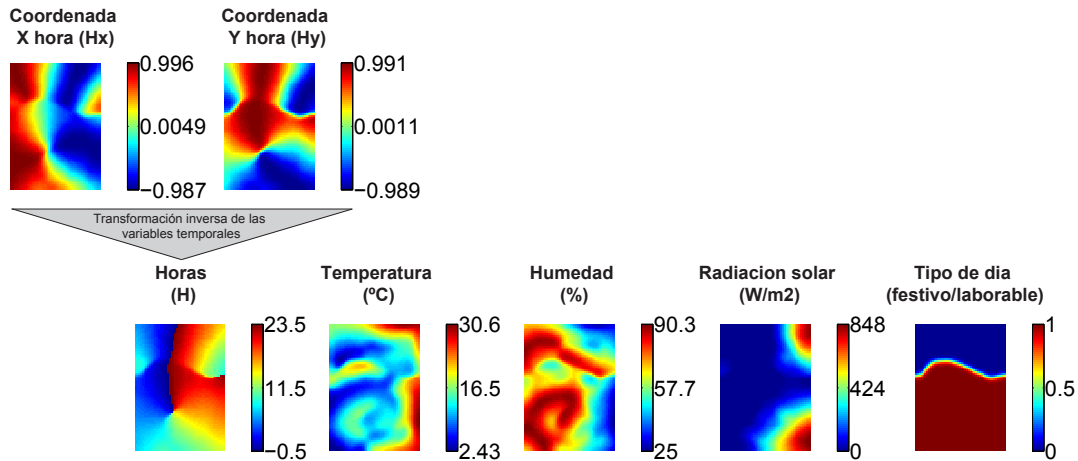 Coordenada
X hora (Hx)
Coordenada
Y hora (Hy)
0.996
0.0049
−0.987
0.991
0.0011
−0.989
Transformación inversa de las
variables temporales
Horas
(H)
Temperatura
(ºC)
Humedad
(%)
Radiacion solar
(W/m2)
Tipo de dia
(festivo/laborable)
23.5
11.5
−0.5
30.6
16.5
2.43
90.3
57.7
25
848
424
0
1
0.5
0